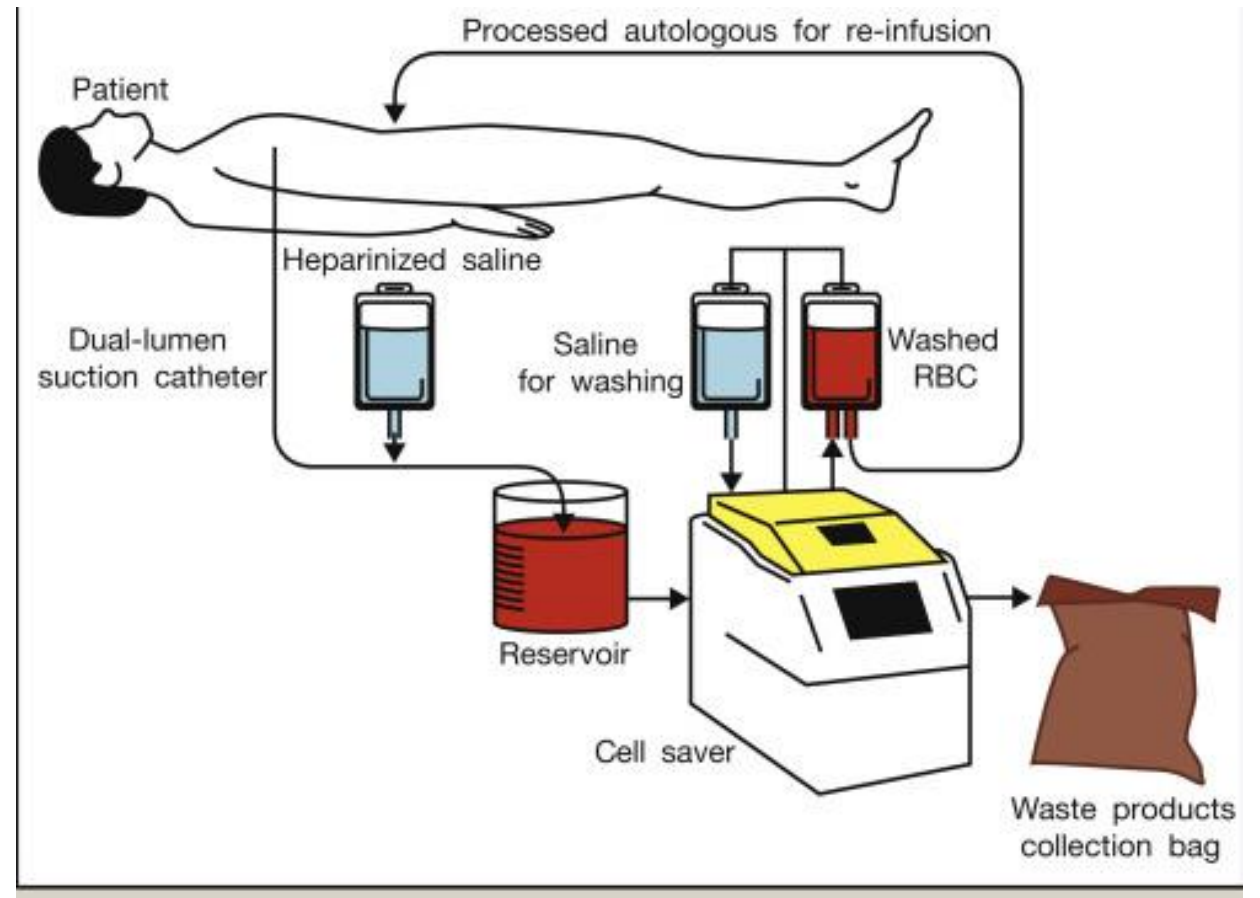 Processed autologous for re-infusion
Patient
Heparinized saline
Dual-lumen
suction catheter
Saline
for washing
Washed
RBC
Reservoir
Cell saver
Waste products
collection bag